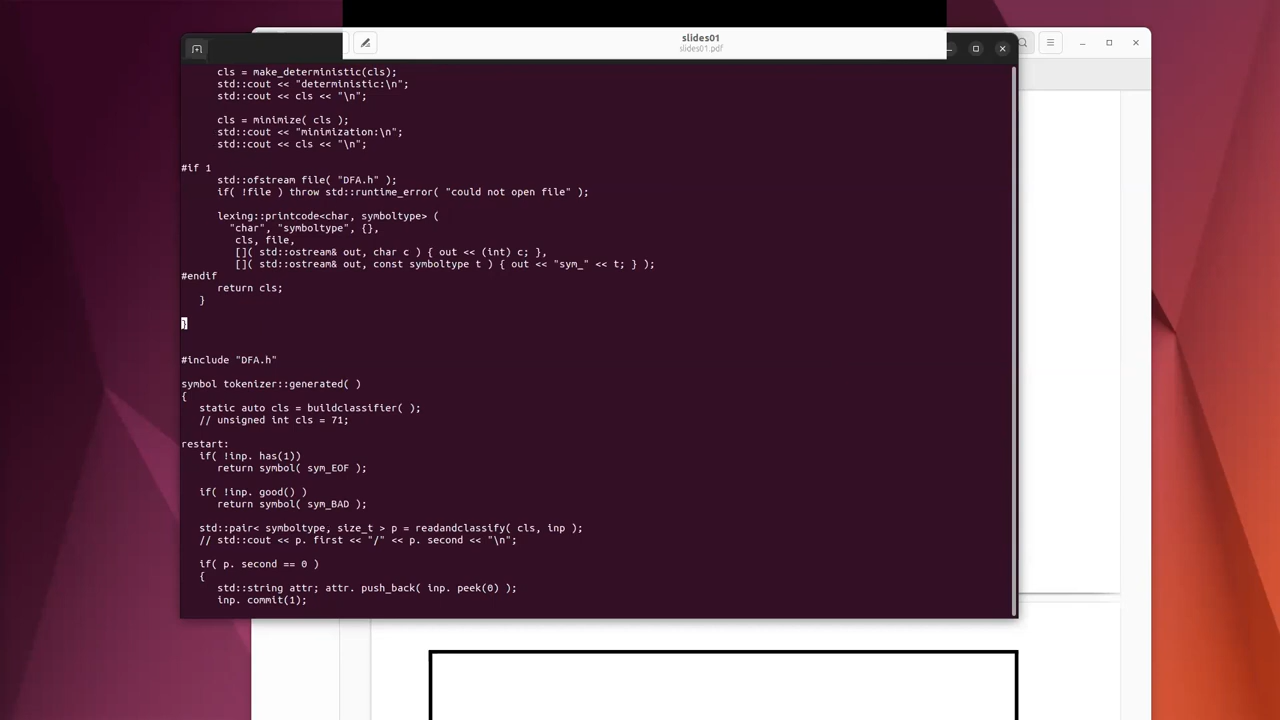 slides01
slides01.pdf
cls = make_deterministic(cls);
std::cout << "deterministic:\n";
std::cout << cls << "\n";
cls = minimize( cls );
std::cout << "minimization:\n";
std::cout << cls << "\n";
#if 1
std::ofstream file( "DFA.h" );
if( !file ) throw std::runtime_error( "could not open file" );
lexing::printcode<char, symboltype> (
"char", "symboltype", {},
cls, file,
[]( std::ostream& out, char c ) { out << (int) c; },
[]( std::ostream& out, const symboltype t ) { out << "sym_" << t; } );
#endif
return cls;
}
}
#include "DFA.h"
symbol tokenizer::generated( )
{
static auto cls = buildclassifier( );
// unsigned int cls = 71;
restart:
if( !inp. has(1))
return symbol( sym_EOF );
if( !inp. good() )
return symbol( sym_BAD );
std::pair< symboltype, size_t > p = readandclassify( cls, inp );
// std::cout << p. first << "/" << p. second << "\n";
if( p. second == 0 )
{
std::string attr; attr. push_back( inp. peek(0) );
inp. commit(1);